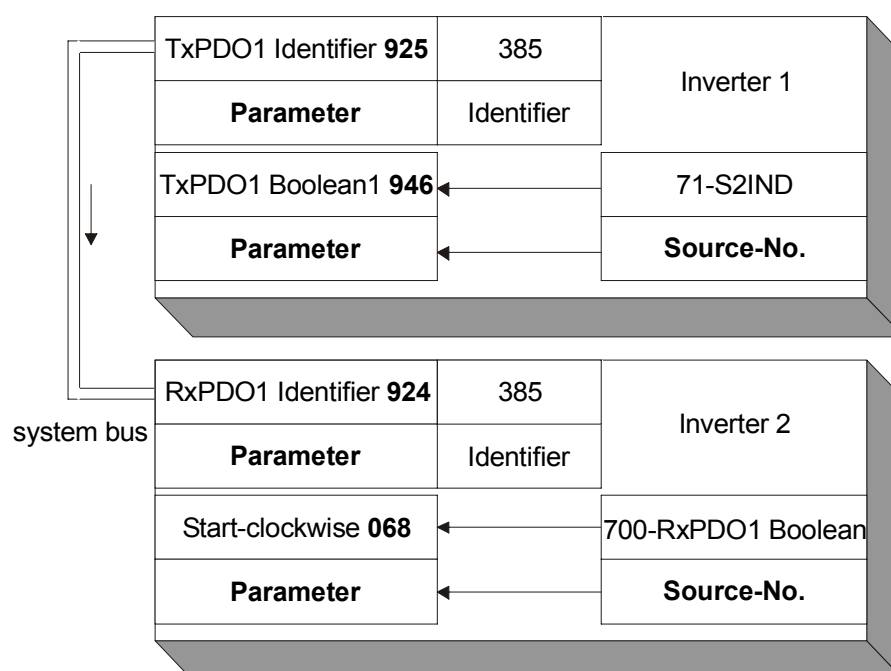 TxPDO1 Identifier 925 385
Inverter 1
Parameter Identifier
TxPDO1 Boolean1 946 71-S2IND
Parameter Source-No.
RxPDO1 Identifier 924 385
Inverter 2
system bus
Parameter Identifier
Start-clockwise 068 700-RxPDO1 Boolean
Parameter Source-No.